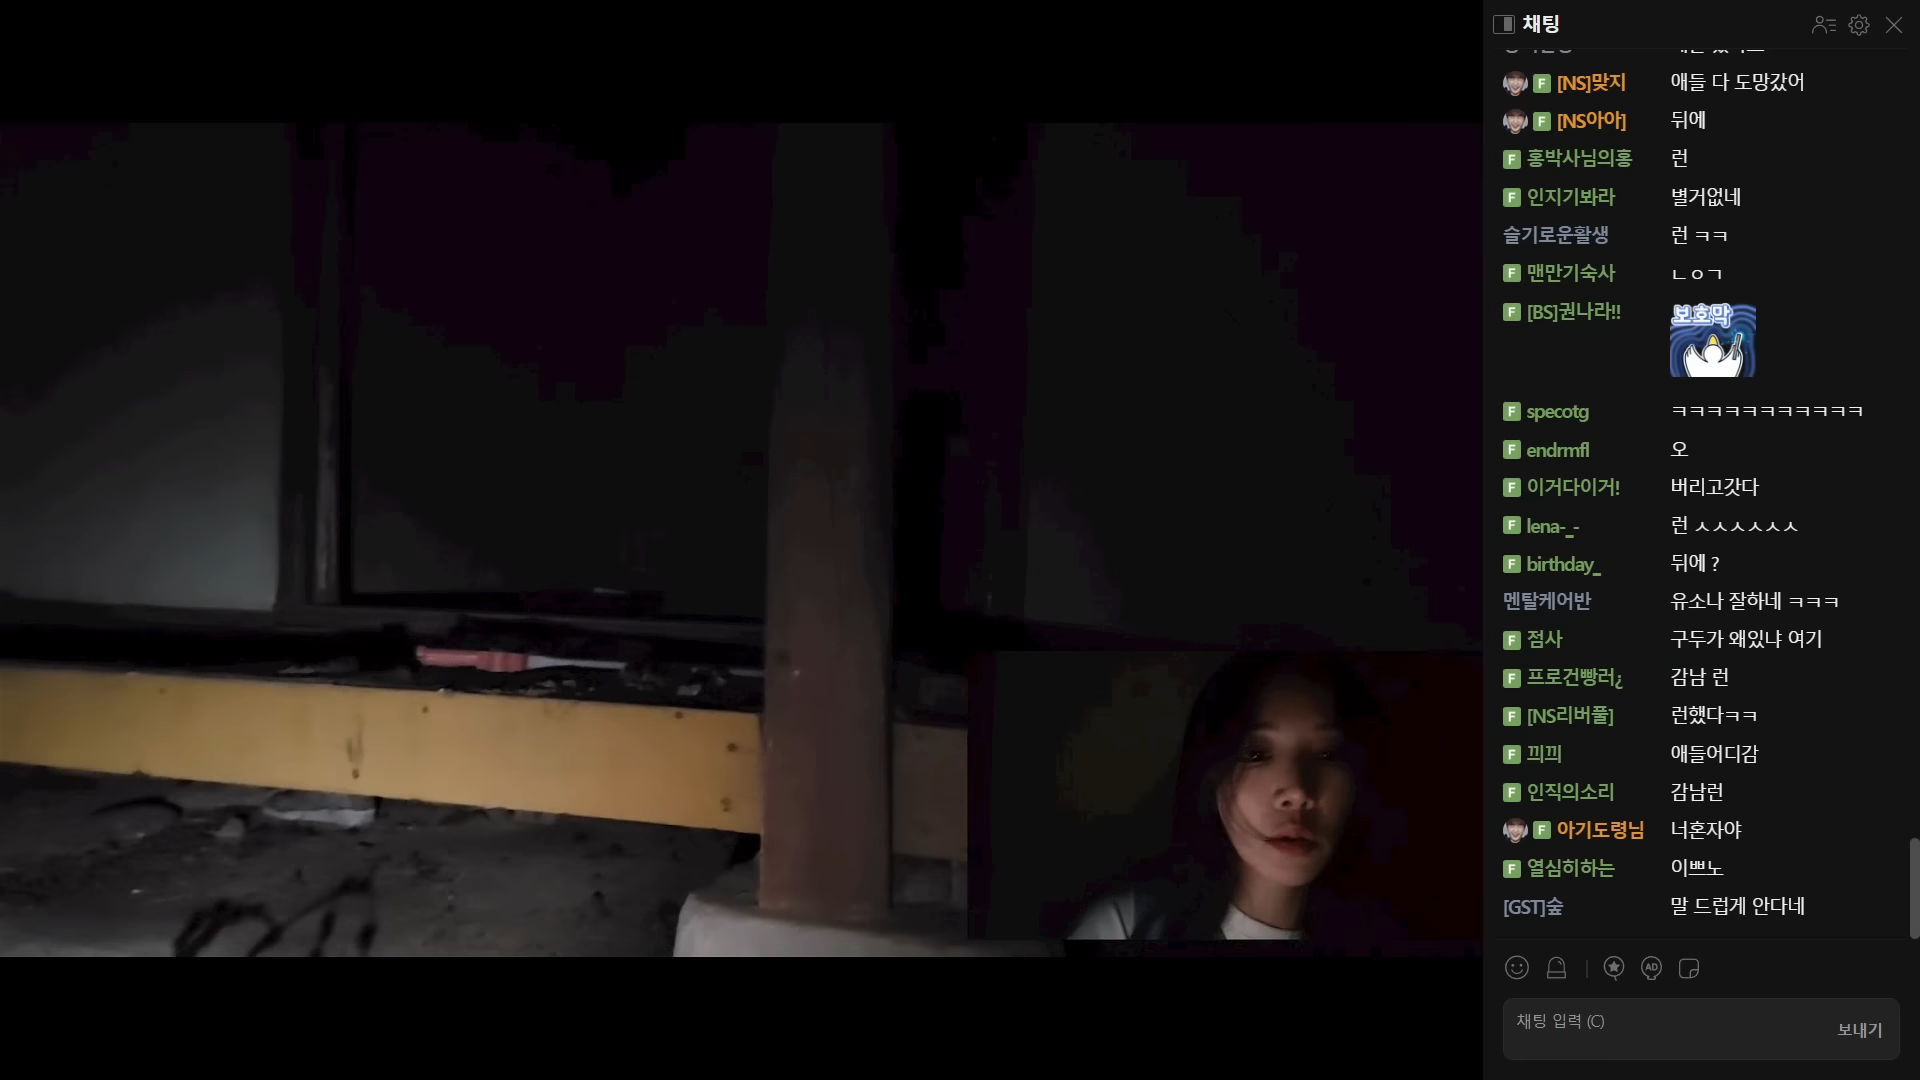 채팅
[NS]맞지 애들 다 도망갔어
[NS아아] 뒤에
홍박사님의홍 런
인지기봐라 별거없네
슬기로운활생 런 ㅋㅋ
맨만기숙사 ㄴㅇㄱ
[BS]권나라!! 보호막
specotg ㅋㅋㅋㅋㅋㅋㅋㅋㅋㅋㅋ
endrmfl 오
이거다이거! 버리고갓다
lena-_- 런 ㅅㅅㅅㅅㅅㅅ
birthday_ 뒤에 ?
멘탈케어반 유소나 잘하네 ㅋㅋㅋ
점사 구두가 왜있냐 여기
프로건빵러¿ 감남 런
[NS리버풀] 런했다ㅋㅋ
끠끠 애들어디감
인직의소리 감남런
아기도령님 너혼자야
열심히하는 이쁘노
[GST]숲 말 드럽게 안다네
채팅 입력 (C)
보내기